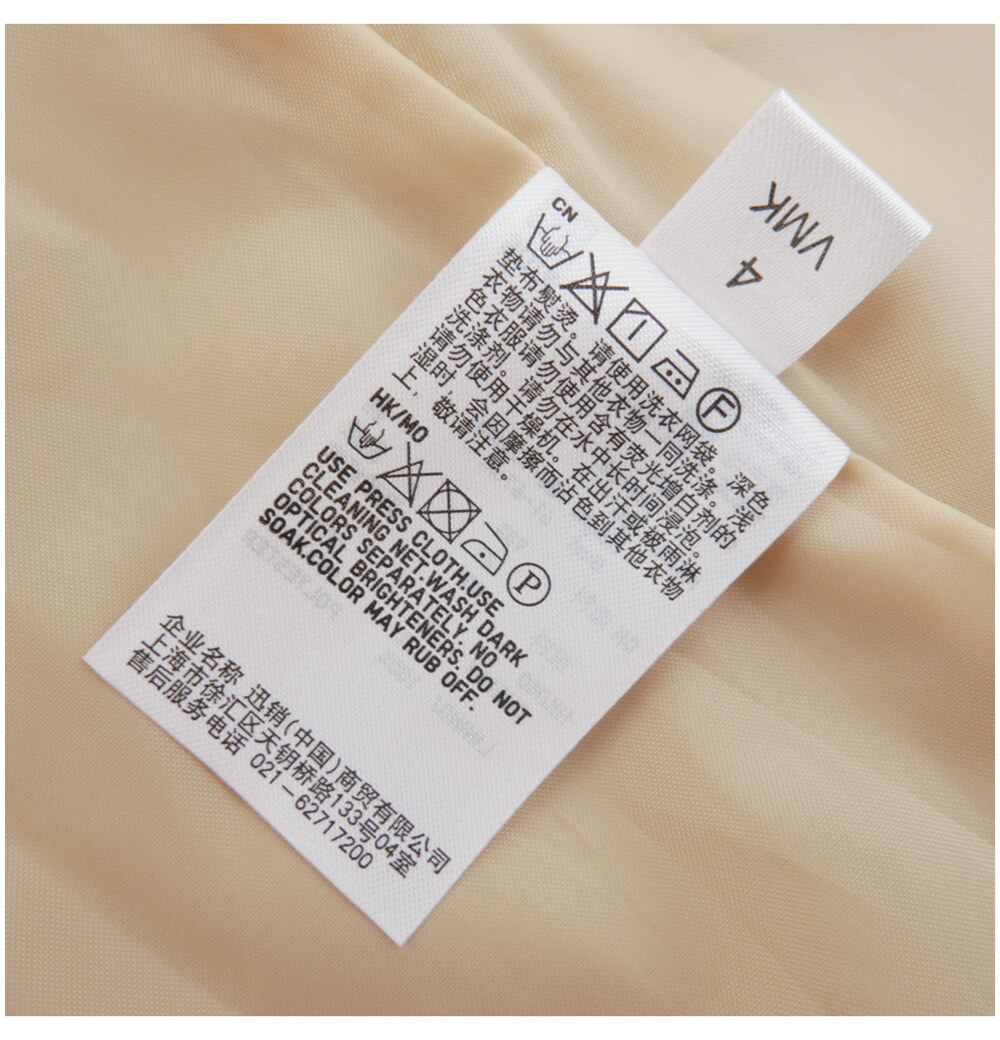 4
VMK
CN
F
垫布熨烫。请使用洗衣网袋。深色
衣物请勿与其他衣物一同洗涤。浅
色衣服请勿使用含有荧光增白剂的
洗涤剂。请勿在水中长时间浸泡。
请勿使用干燥机。在出汗或被雨淋
湿时，会因摩擦而沾色到其他衣物
上，敬请注意。
HK/MO
P
USE PRESS CLOTH.USE
CLEANING NET.WASH DARK
COLORS SEPARATELY. NO
OPTICAL BRIGHTENERS. DO NOT
SOAK.COLOR MAY RUB OFF.
企业名称 迅销(中国)商贸有限公司
上海市徐汇区天钥桥路133号04室
售后服务电话 021-62717200